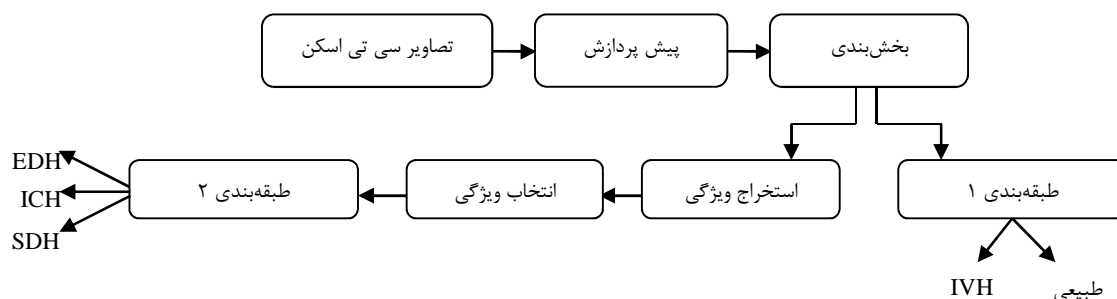 تصاویر سی تی اسکن
پیش پردازش
بخش‌بندی
طبقه‌بندی ۱
استخراج ویژگی
انتخاب ویژگی
طبقه‌بندی ۲
EDH
ICH
SDH
طبیعی
IVH